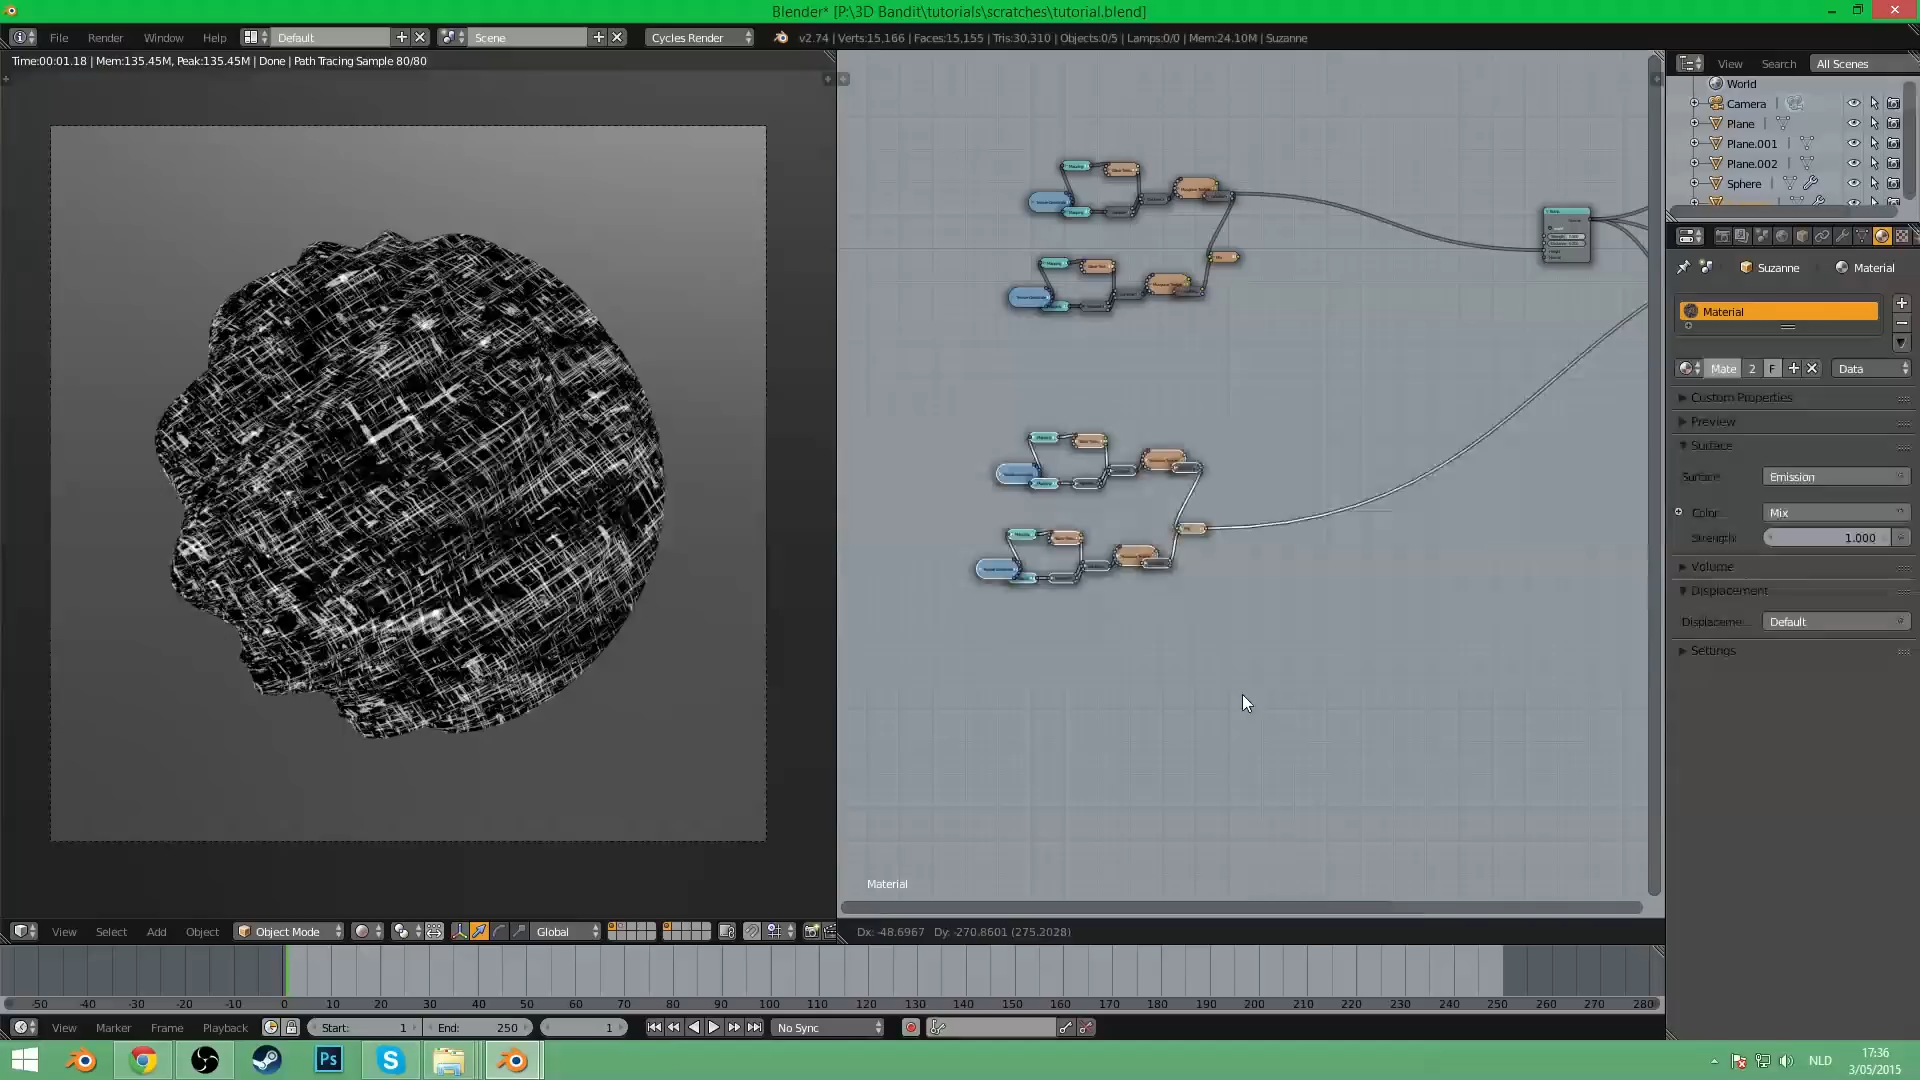 Blender* [P:\3D Bandit\tutorials\scratches\tutorial.blend]
File Render Window Help Default Scene Cycles Render v2.74 | Verts:15,166 | Faces:15,155 | Tris:30,310 | Objects:0/5 | Lamps:0/0 | Mem:24.10M | Suzanne
Time:00:01.18 | Mem:135.45M, Peak:135.45M | Done | Path Tracing Sample 80/80
View Search All Scenes
World
Camera
Plane
Plane.001
Plane.002
Sphere
Suzanne Material
Material
Mate 2 F Data
Custom Properties
Preview
Surface
Surface: Emission
Color: Mix
Strength: 1.000
Volume
Displacement
Displaceme... Default
Settings
Material
View Select Add Object Object Mode Global
Dx: -48.6967 Dy: -270.8601 (275.2028)
-50 -40 -30 -20 -10 0 10 20 30 40 50 60 70 80 90 100 110 120 130 140 150 160 170 180 190 200 210 220 230 240 250 260 270 280
View Marker Frame Playback Start: 1 End: 250 1 No Sync
Ps
NLD
17:36
3/05/2015